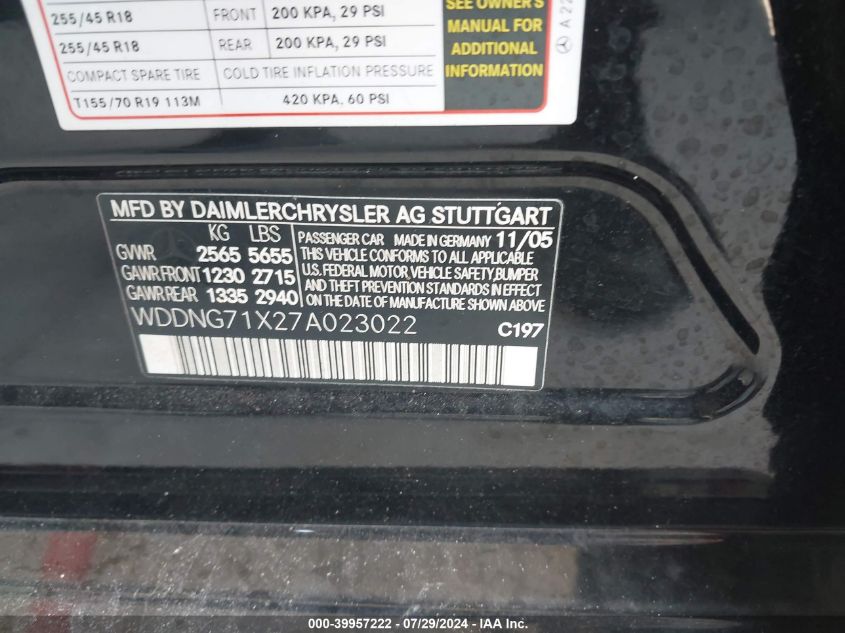 255/45 R18 FRONT 200 KPA, 29 PSI
255/45 R18 REAR 200 KPA, 29 PSI
COMPACT SPARE TIRE COLD TIRE INFLATION PRESSURE
T155/70 R19 113M 420 KPA, 60 PSI
SEE OWNER'S
MANUAL FOR
ADDITIONAL
INFORMATION
A 22
MFD BY DAIMLERCHRYSLER AG STUTTGART
KG LBS
GVWR 2565 5655
GAWR FRONT 1230 2715
GAWR REAR 1335 2940
PASSENGER CAR MADE IN GERMANY 11/05
THIS VEHICLE CONFORMS TO ALL APPLICABLE
U.S. FEDERAL MOTOR VEHICLE SAFETY, BUMPER
AND THEFT PREVENTION STANDARDS IN EFFECT
ON THE DATE OF MANUFACTURE SHOWN ABOVE
WDDNG71X27A023022 C197
000-39957222 - 07/29/2024 - IAA Inc.